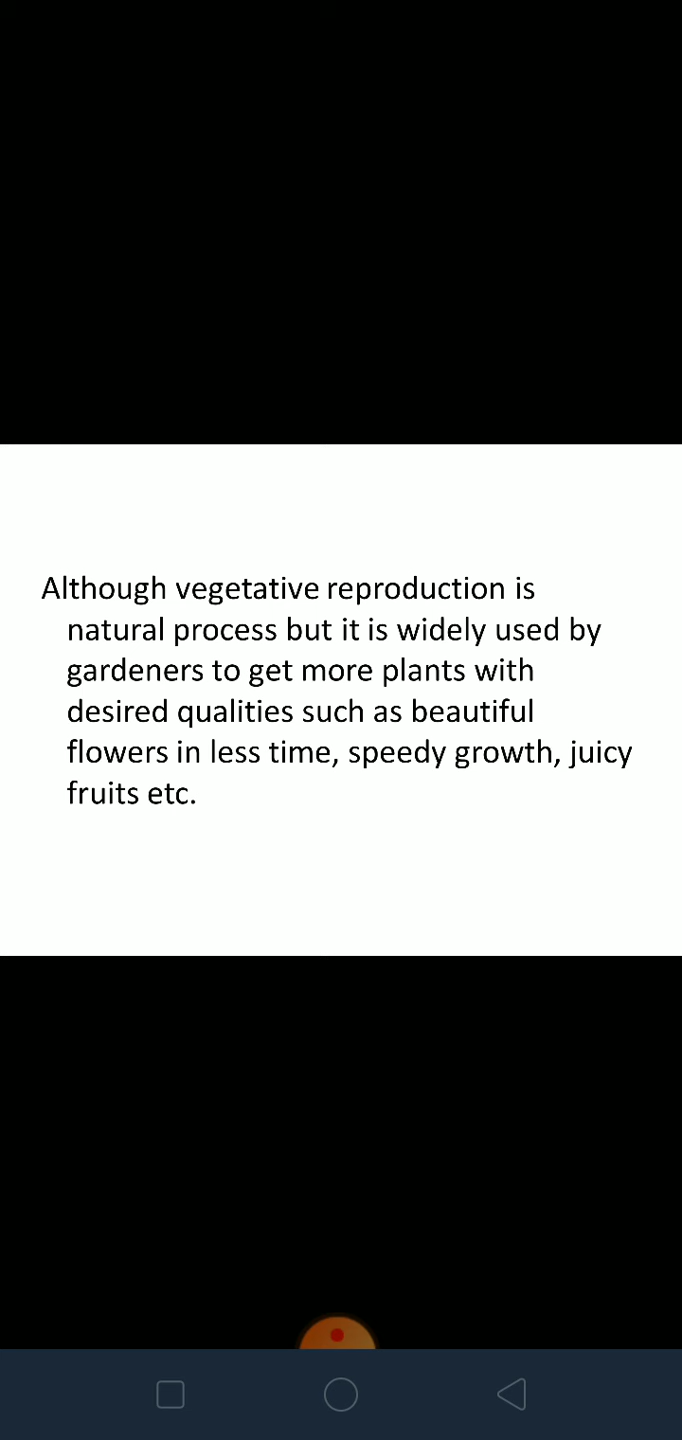 Although vegetative reproduction is
natural process but it is widely used by
gardeners to get more plants with
desired qualities such as beautiful
flowers in less time, speedy growth, juicy
fruits etc.